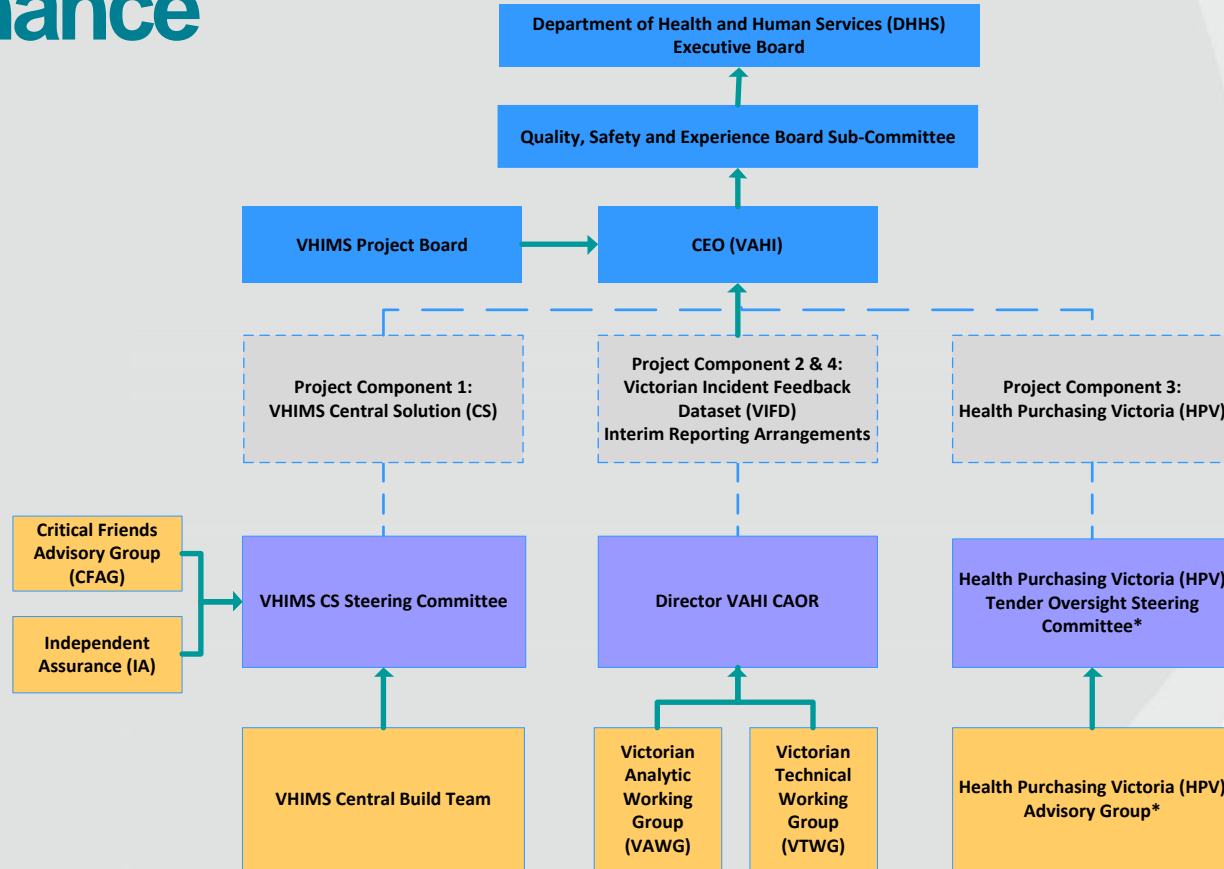 nance
Department of Health and Human Services (DHHS)
Executive Board
Quality, Safety and Experience Board Sub-Committee
VHIMS Project Board
CEO (VAHI)
Project Component 1:
VHIMS Central Solution (CS)
Project Component 2 & 4:
Victorian Incident Feedback
Dataset (VIFD)
Interim Reporting Arrangements
Project Component 3:
Health Purchasing Victoria (HPV)
Critical Friends
Advisory Group
(CFAG)
Independent
Assurance (IA)
VHIMS CS Steering Committee
Director VAHI CAOR
Health Purchasing Victoria (HPV)
Tender Oversight Steering
Committee*
VHIMS Central Build Team
Victorian
Analytic
Working
Group
(VAWG)
Victorian
Technical
Working
Group
(VTWG)
Health Purchasing Victoria (HPV)
Advisory Group*